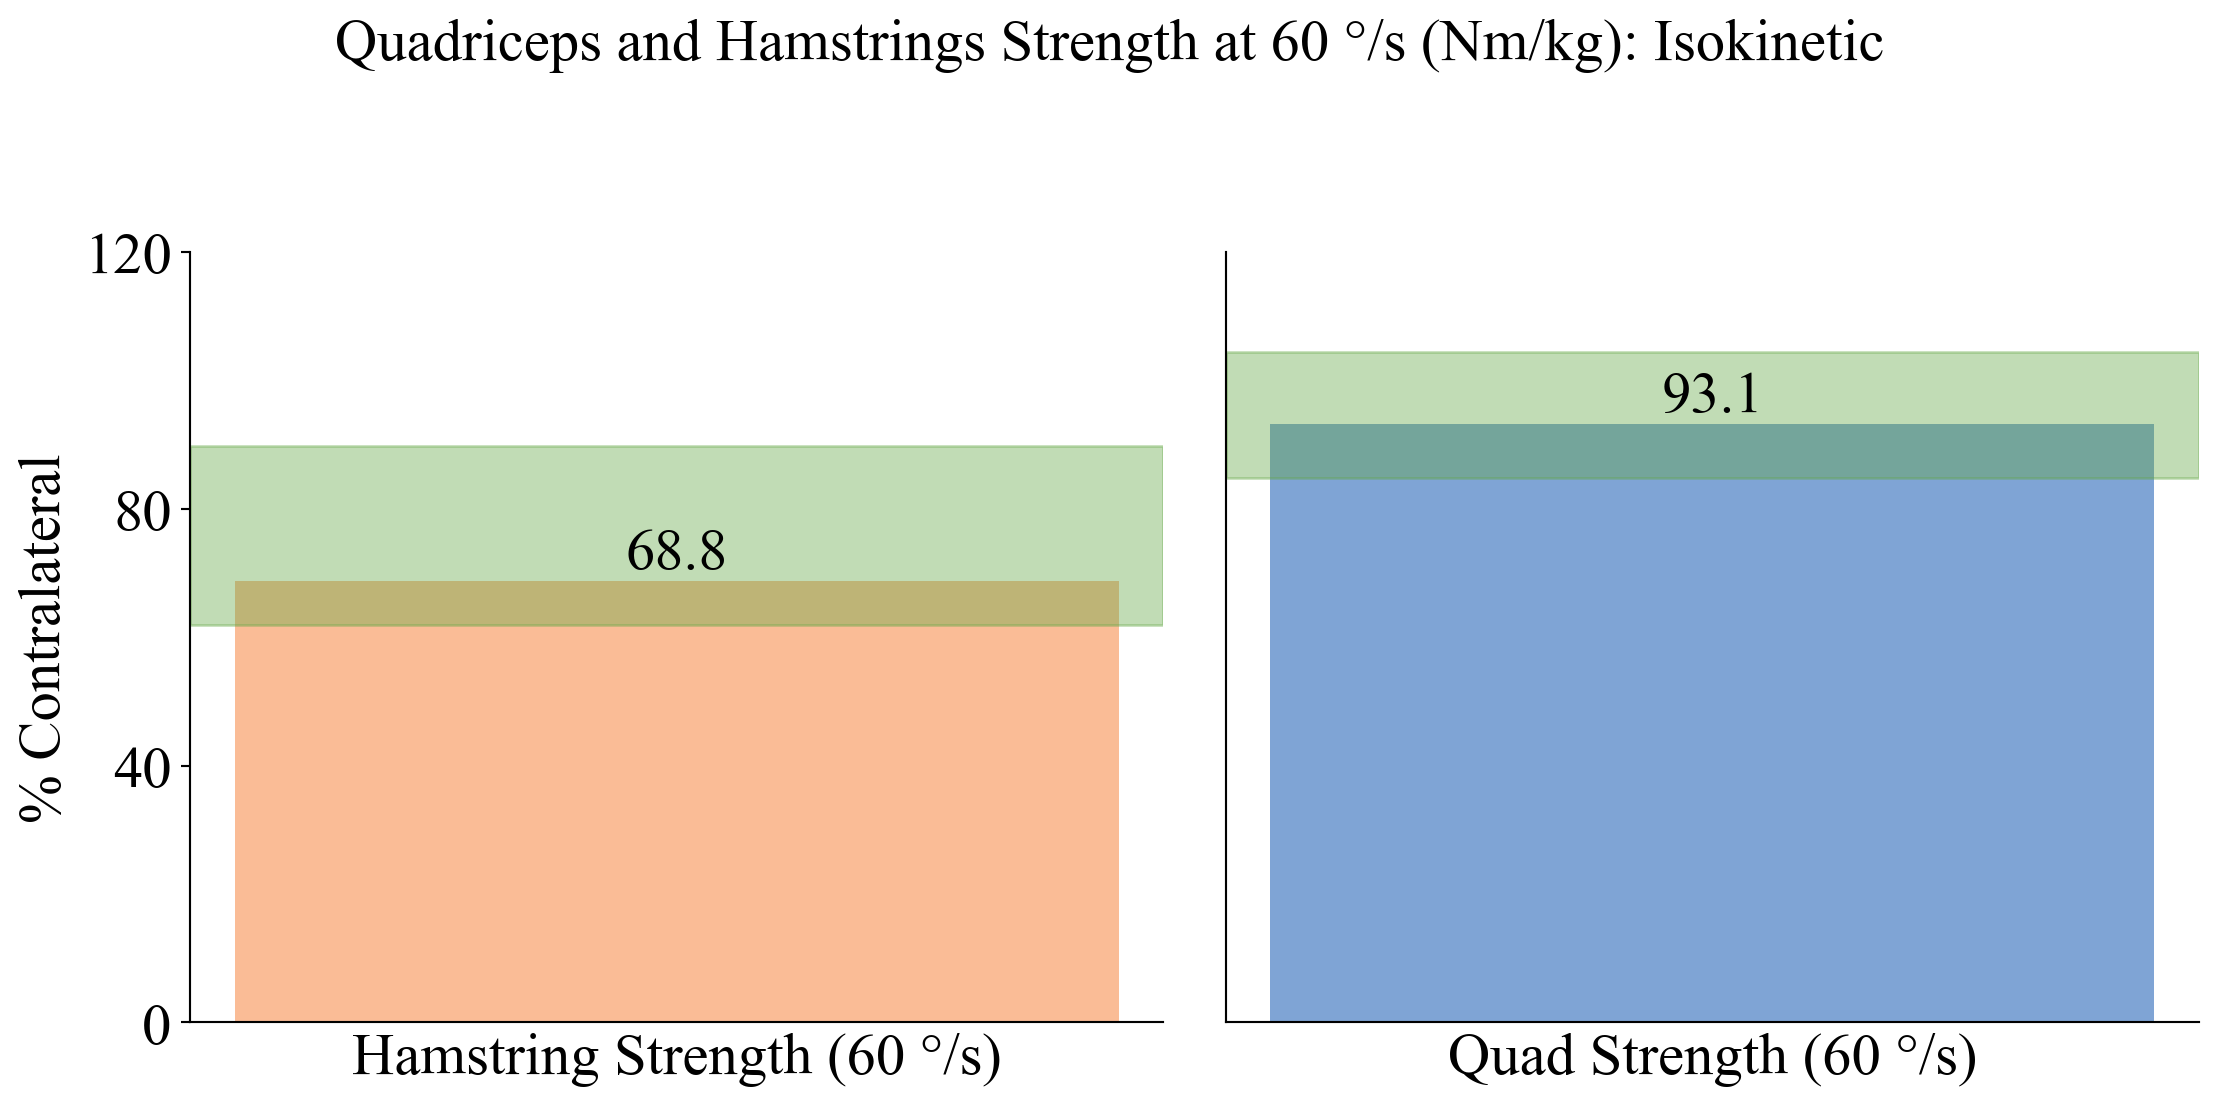 Quadriceps and Hamstrings Strength at 60 °/s (Nm/kg): Isokinetic
% Contralateral
120
80
40
0
68.8
Hamstring Strength (60 °/s)
93.1
Quad Strength (60 °/s)